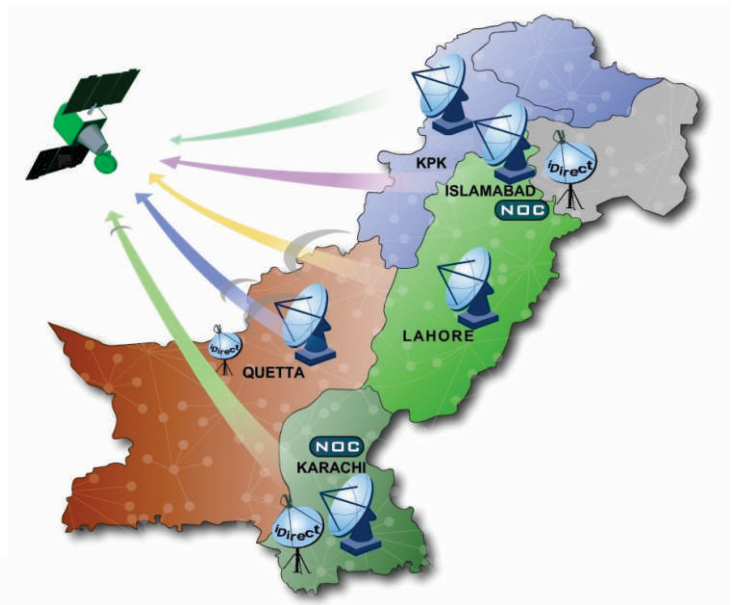 KPK
iDirect
ISLAMABAD
NOC
LAHORE
iDirect
QUETTA
NOC
KARACHI
iDirect